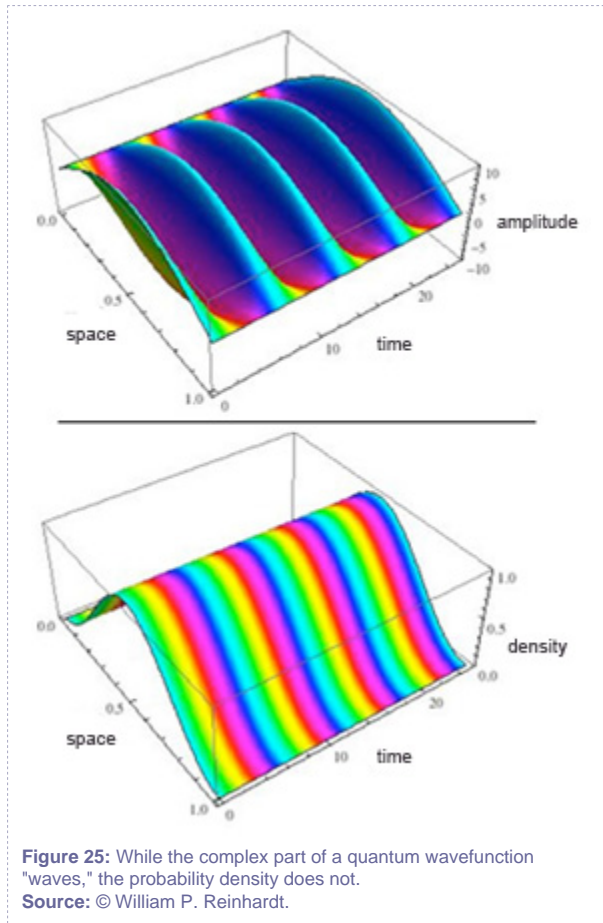 10
5
0
-5
-10
amplitude
0.0
0.5
1.0
space
0
10
20
time
1.0
0.5
0.0
density
0.0
0.5
1.0
space
0
10
20
time
Figure 25: While the complex part of a quantum wavefunction
"waves," the probability density does not.
Source: © William P. Reinhardt.